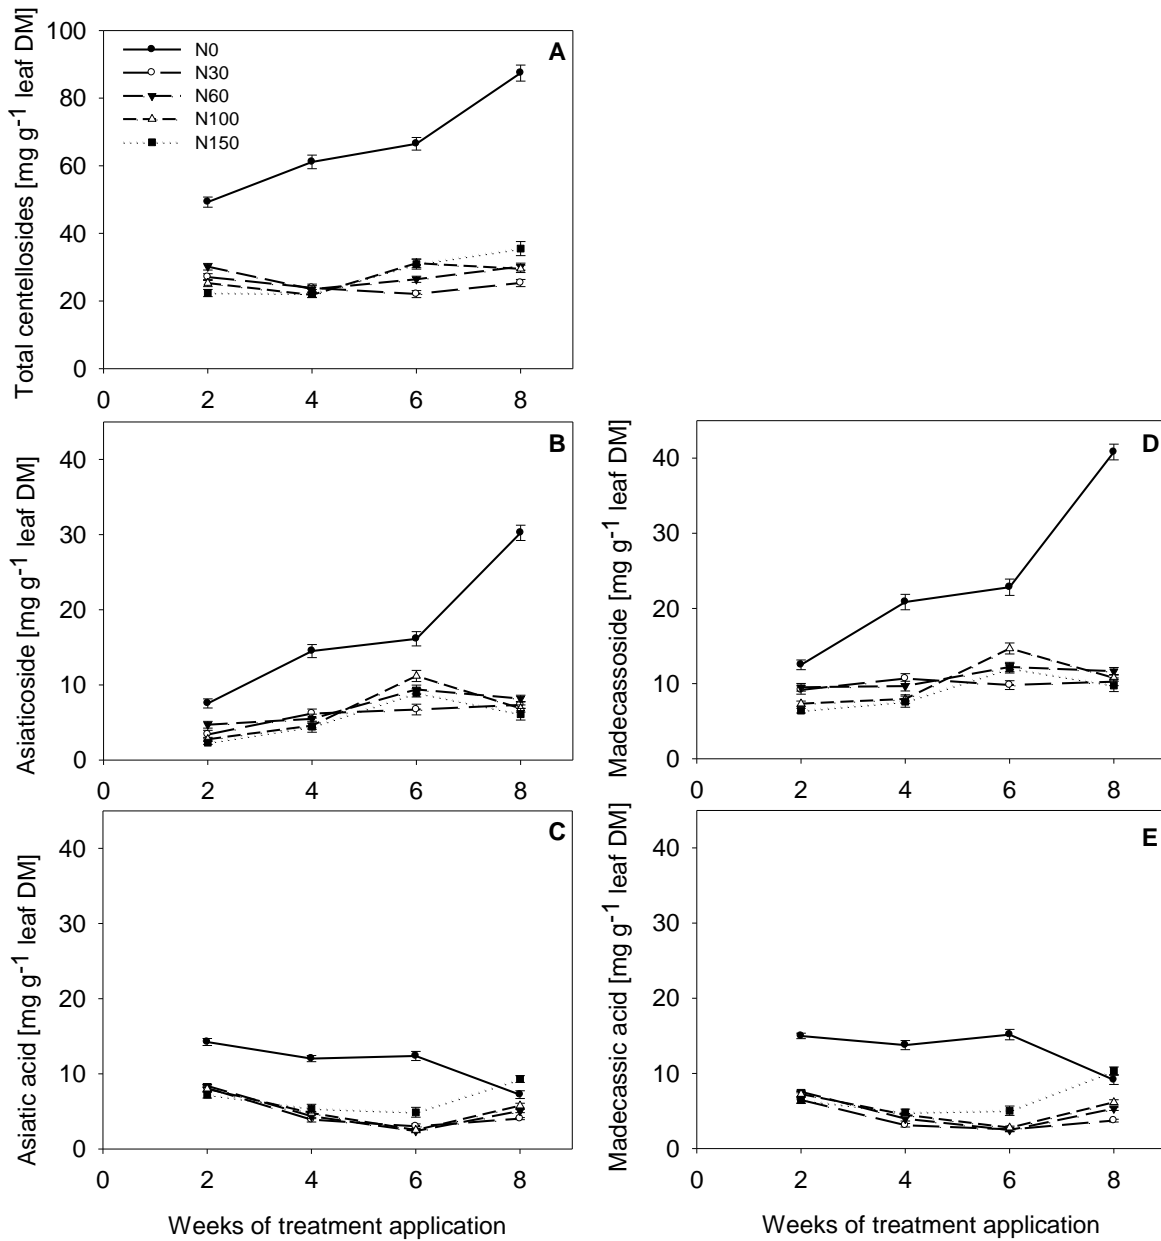 A
Total centellosides [mg g-1 leaf DM]
100
80
60
40
20
0
N0
N30
N60
N100
N150
0 2 4 6 8
B
Asiaticoside [mg g-1 leaf DM]
40
30
20
10
0
0 2 4 6 8
D
Madecasssoside [mg g-1 leaf DM]
40
30
20
10
0
0 2 4 6 8
C
Asiatic acid [mg g-1 leaf DM]
40
30
20
10
0
0 2 4 6 8
Weeks of treatment application
E
Madecassic acid [mg g-1 leaf DM]
40
30
20
10
0
0 2 4 6 8
Weeks of treatment application